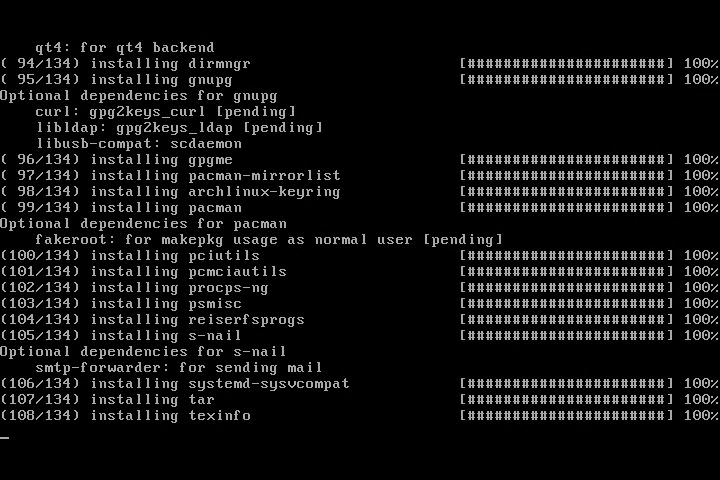 qt4: for qt4 backend
( 94/134) installing dirmngr [######################] 100%
( 95/134) installing gnupg [######################] 100%
Optional dependencies for gnupg
curl: gpg2keys_curl [pending]
libldap: gpg2keys_ldap [pending]
libusb-compat: scdaemon
( 96/134) installing gpgme [######################] 100%
( 97/134) installing pacman-mirrorlist [######################] 100%
( 98/134) installing archlinux-keyring [######################] 100%
( 99/134) installing pacman [######################] 100%
Optional dependencies for pacman
fakeroot: for makepkg usage as normal user [pending]
(100/134) installing pciutils [######################] 100%
(101/134) installing pcmciautils [######################] 100%
(102/134) installing procps-ng [######################] 100%
(103/134) installing psmisc [######################] 100%
(104/134) installing reiserfsprogs [######################] 100%
(105/134) installing s-nail [######################] 100%
Optional dependencies for s-nail
smtp-forwarder: for sending mail
(106/134) installing systemd-sysvcompat [######################] 100%
(107/134) installing tar [######################] 100%
(108/134) installing texinfo [######################] 100%
_